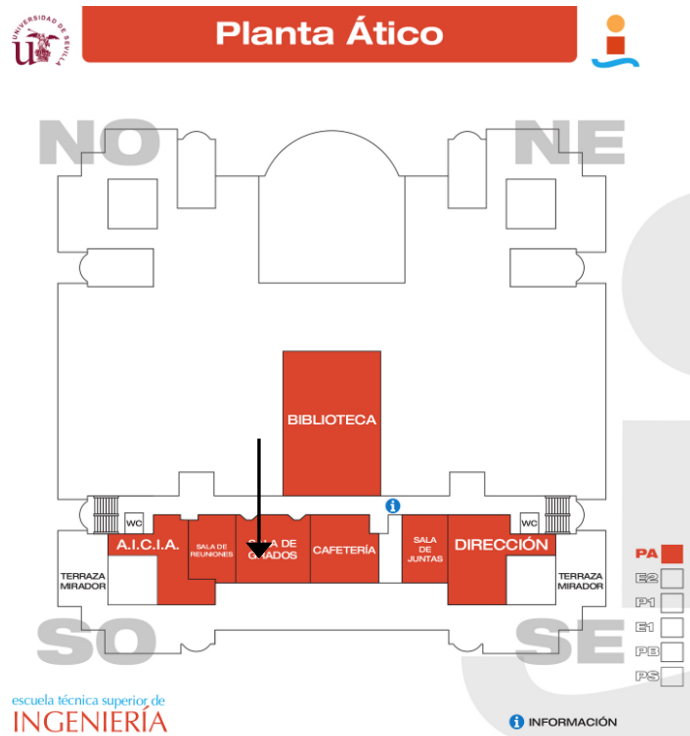 UNIVERSIDAD DE SEVILLA
Planta Ático
NO
NE
BIBLIOTECA
WC
WC
A.I.C.I.A.
SALA DE
REUNIONES
SALA DE
GRADOS
CAFETERÍA
SALA
DE
JUNTAS
DIRECCIÓN
TERRAZA
MIRADOR
TERRAZA
MIRADOR
SO
SE
PA
E2
P1
E1
PB
PS
escuela técnica superior de
INGENIERÍA
i INFORMACIÓN